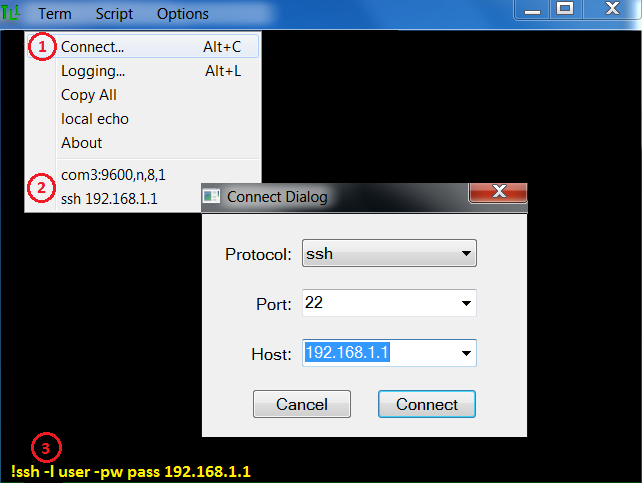 Term Script Options
1 Connect... Alt+C
Logging... Alt+L
Copy All
local echo
About
2 com3:9600,n,8,1
ssh 192.168.1.1
Connect Dialog
Protocol: ssh
Port: 22
Host: 192.168.1.1
Cancel Connect
3
!ssh -l user -pw pass 192.168.1.1